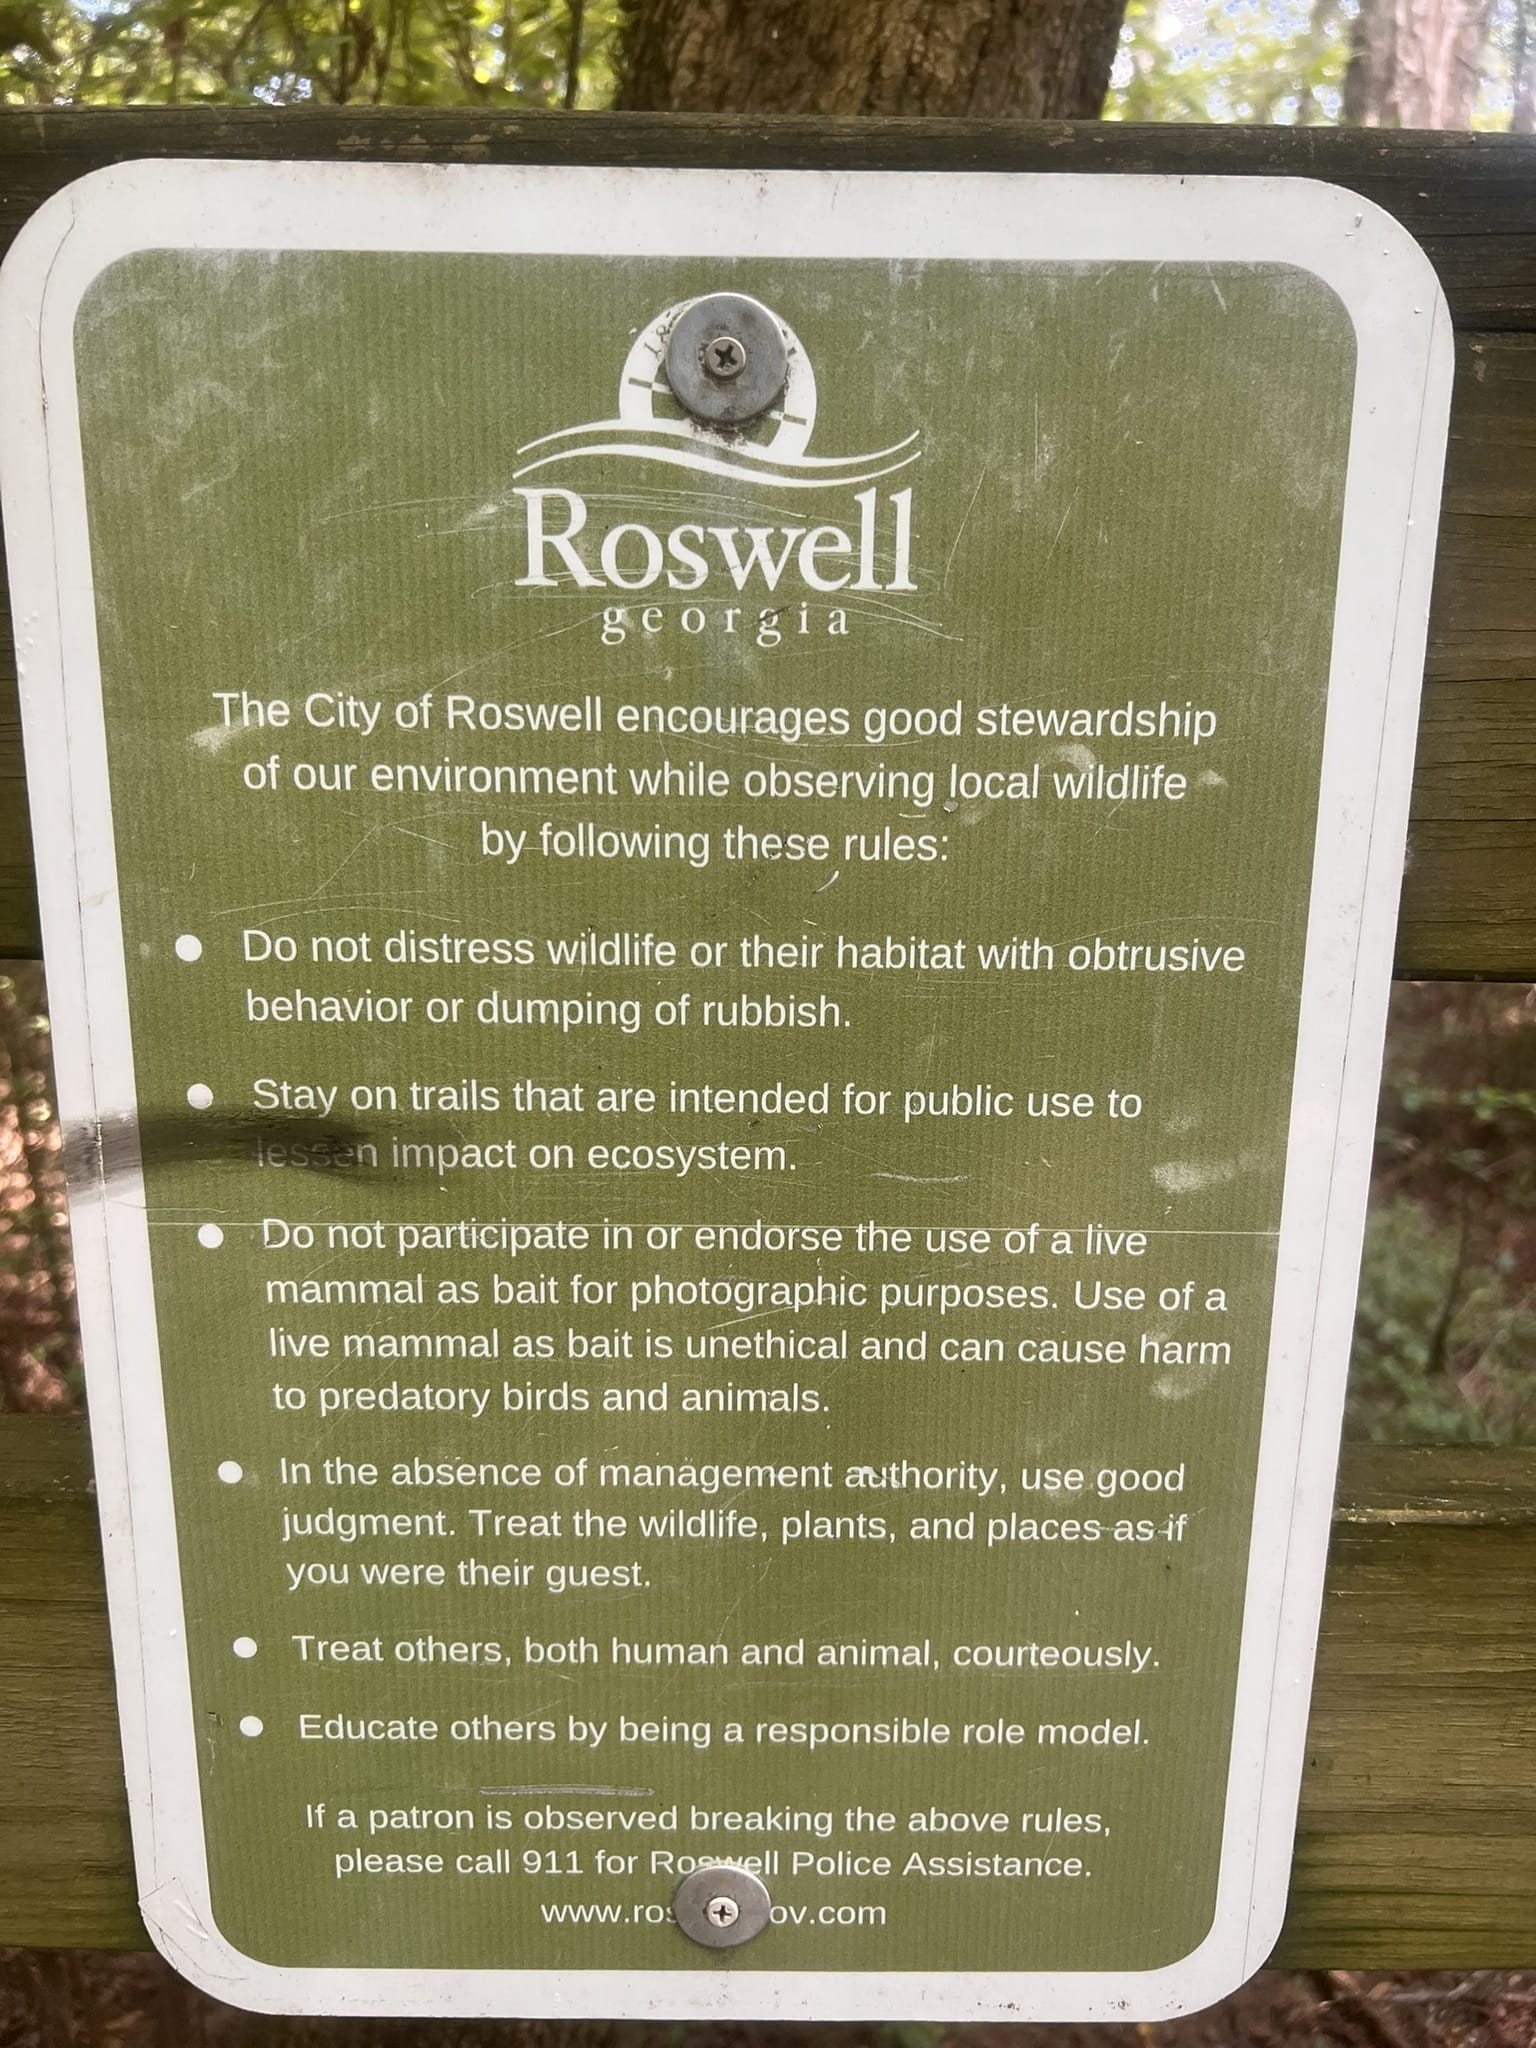 Roswell
georgia
The City of Roswell encourages good stewardship
of our environment while observing local wildlife
by following these rules:
● Do not distress wildlife or their habitat with obtrusive
behavior or dumping of rubbish.
● Stay on trails that are intended for public use to
lessen impact on ecosystem.
● Do not participate in or endorse the use of a live
mammal as bait for photographic purposes. Use of a
live mammal as bait is unethical and can cause harm
to predatory birds and animals.
● In the absence of management authority, use good
judgment. Treat the wildlife, plants, and places as if
you were their guest.
● Treat others, both human and animal, courteously.
● Educate others by being a responsible role model.
If a patron is observed breaking the above rules,
please call 911 for Roswell Police Assistance.